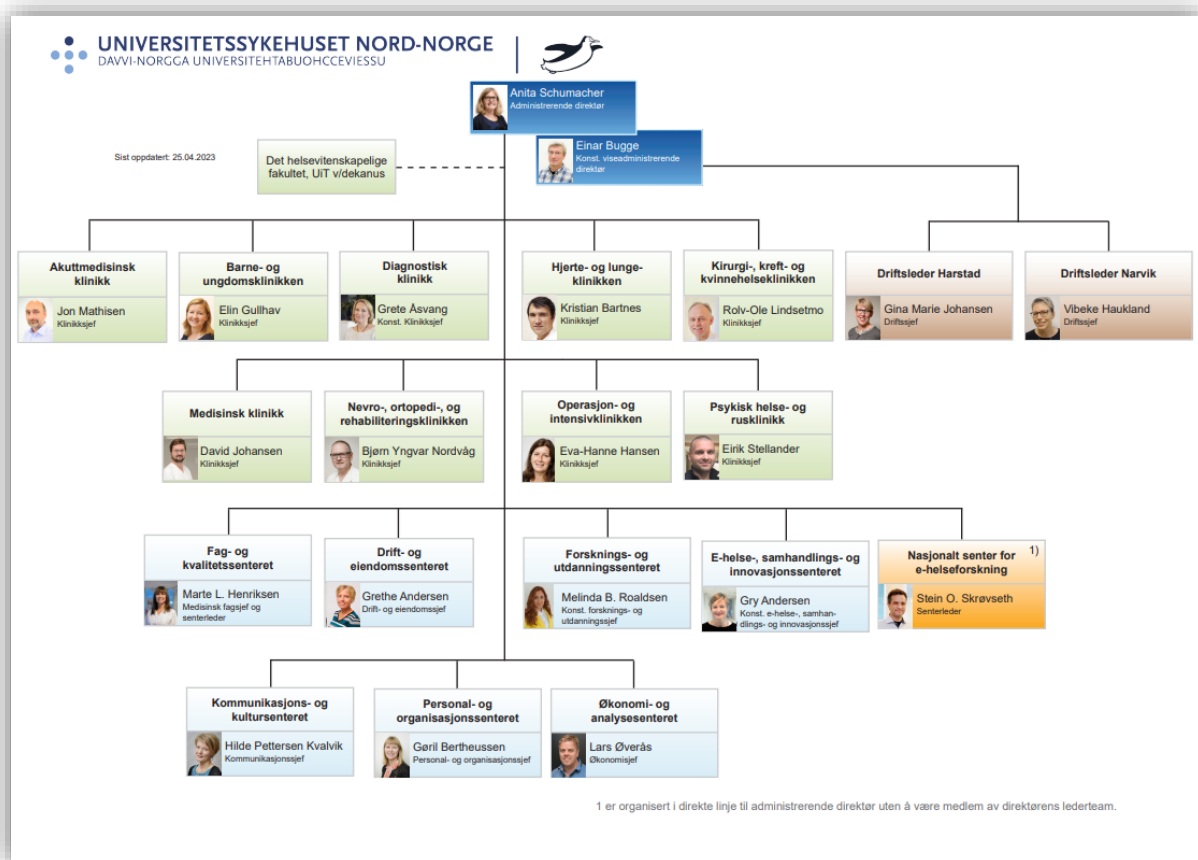 UNIVERSITETSSYKEHUSET NORD-NORGE
DAVVI-NORGGA UNIVERSITEHTABUOHCCEVIESSU
Anita Schumacher
Administrerende direktør
Einar Bugge
Konst. viseadministrerende
direktør
Sist oppdatert: 25.04.2023
Det helsevitenskapelige
fakultet, UiT v/dekanus
Akuttmedisinsk
klinikk
Jon Mathisen
Klinikksjef
Barne- og
ungdomsklinikken
Elin Gullhav
Klinikksjef
Diagnostisk
klinikk
Grete Åsvang
Konst. Klinikksjef
Hjerte- og lunge-
klinikken
Kristian Bartnes
Klinikksjef
Kirurgi-, kreft- og
kvinnehelseklinikken
Rolv-Ole Lindsetmo
Klinikksjef
Driftsleder Harstad
Gina Marie Johansen
Driftssjef
Driftsleder Narvik
Vibeke Haukland
Driftssjef
Medisinsk klinikk
David Johansen
Klinikksjef
Nevro-, ortopedi-, og
rehabiliteringsklinikken
Bjørn Yngvar Nordvåg
Klinikksjef
Operasjon- og
intensivklinikken
Eva-Hanne Hansen
Klinikksjef
Psykisk helse- og
rusklinikk
Eirik Stellander
Klinikksjef
Fag- og
kvalitetssenteret
Marte L. Henriksen
Medisinsk fagsjef og
senterleder
Drift- og
eiendomssenteret
Grethe Andersen
Drift- og eiendomssjef
Forsknings- og
utdanningssenteret
Melinda B. Roaldsen
Konst. forsknings- og
utdanningssjef
E-helse-, samhandlings- og
innovasjonssenteret
Gry Andersen
Konst. e-helse-, samhan-
dlings- og innovasjonssjef
Nasjonalt senter for 1)
e-helseforskning
Stein O. Skrøvseth
Senterleder
Kommunikasjons- og
kultursenteret
Hilde Pettersen Kvalvik
Kommunikasjonssjef
Personal- og
organisasjonssenteret
Gøril Bertheussen
Personal- og organisasjonssjef
Økonomi- og
analysesenteret
Lars Øverås
Økonomisjef
1 er organisert i direkte linje til administrerende direktør uten å være medlem av direktørens lederteam.